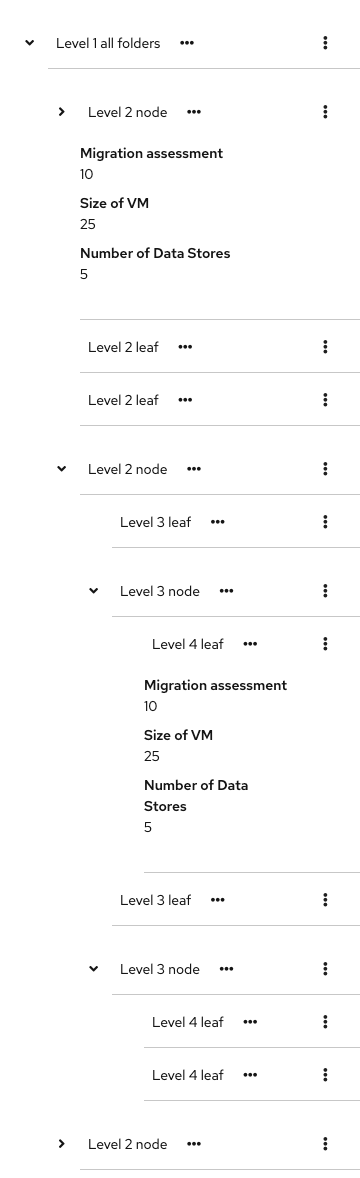 Level 1 all folders
Level 2 node
Migration assessment
10
Size of VM
25
Number of Data Stores
5
Level 2 leaf
Level 2 leaf
Level 2 node
Level 3 leaf
Level 3 node
Level 4 leaf
Migration assessment
10
Size of VM
25
Number of Data
Stores
5
Level 3 leaf
Level 3 node
Level 4 leaf
Level 4 leaf
Level 2 node